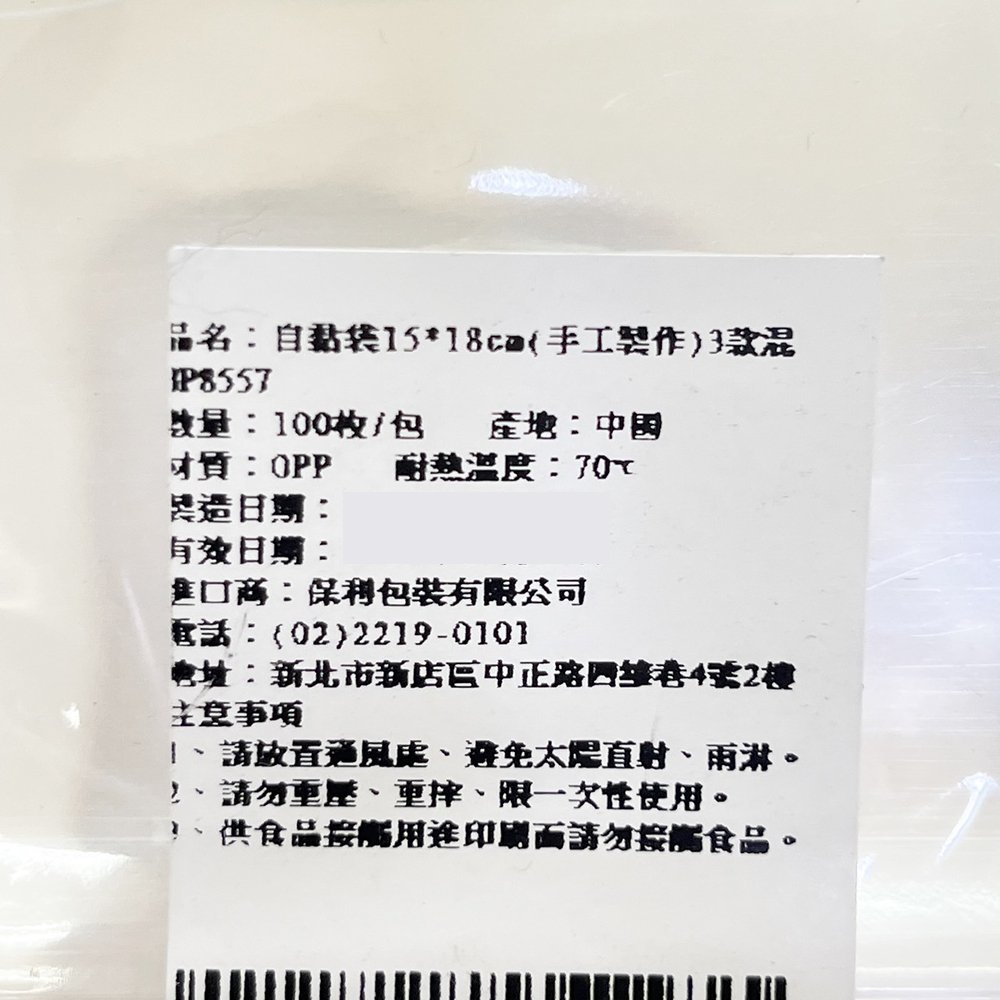 品名：自黏袋15*18cm(手工製作)3款混
BP8557
數量：100枚/包 產地：中國
材質：OPP 耐熱溫度：70℃
製造日期：
有效日期：
進口商：保利包裝有限公司
電話：(02)2219-0101
地址：新北市新店區中正路四維巷4號2樓
注意事項
1、請放置通風處、避免太陽直射、雨淋。
2、請勿重壓、重摔、限一次性使用。
3、供食品接觸用途印刷面請勿接觸食品。